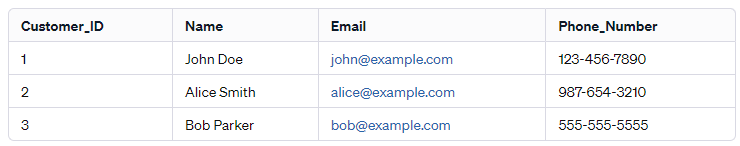 Customer_ID Name Email Phone_Number
1 John Doe john@example.com 123-456-7890
2 Alice Smith alice@example.com 987-654-3210
3 Bob Parker bob@example.com 555-555-5555